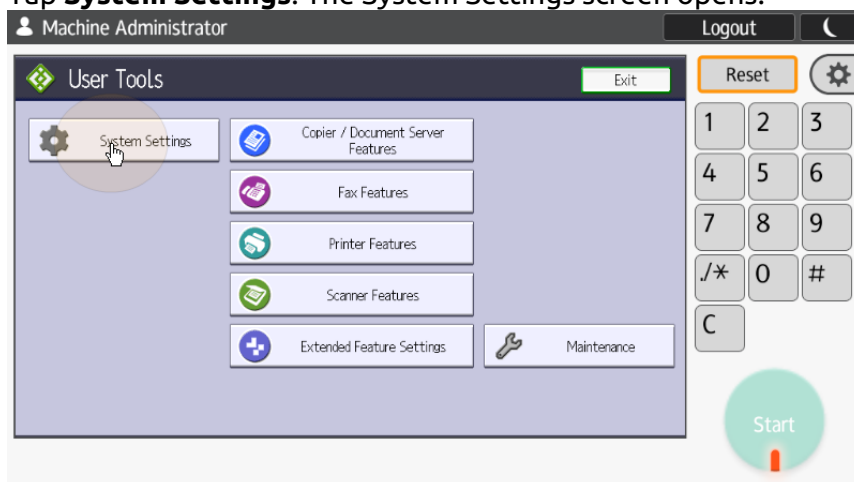 Tap System Settings. The System Settings screen opens.
Machine Administrator
Logout
User Tools
Exit
Reset
System Settings
Copier / Document Server
Features
Fax Features
Printer Features
Scanner Features
Extended Feature Settings
Maintenance
1 2 3
4 5 6
7 8 9
./* 0 #
C
Start